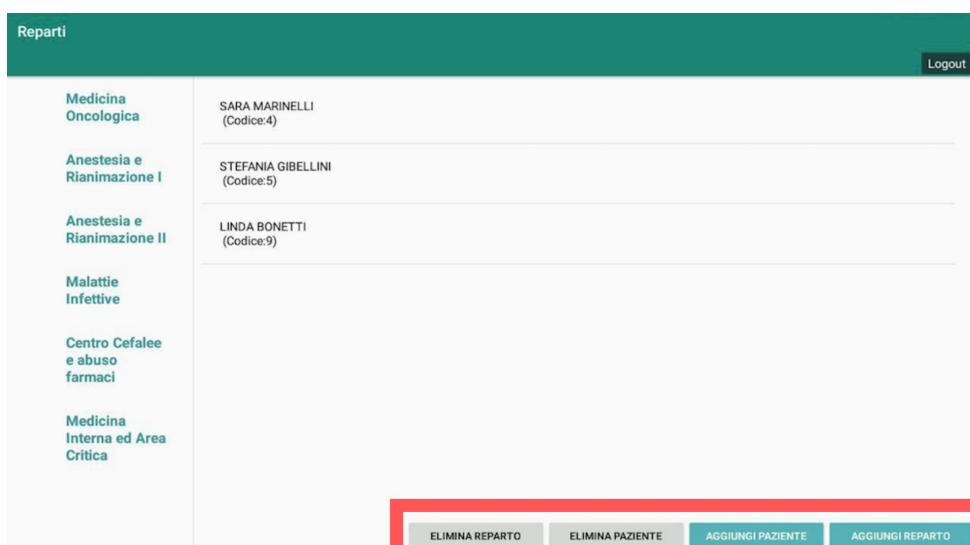 Reparti
Logout
Medicina
Oncologica
Anestesia e
Rianimazione I
Anestesia e
Rianimazione II
Malattie
Infettive
Centro Cefalee
e abuso
farmaci
Medicina
Interna ed Area
Critica
SARA MARINELLI
(Codice:4)
STEFANIA GIBELLINI
(Codice:5)
LINDA BONETTI
(Codice:9)
ELIMINA REPARTO
ELIMINA PAZIENTE
AGGIUNGI PAZIENTE
AGGIUNGI REPARTO